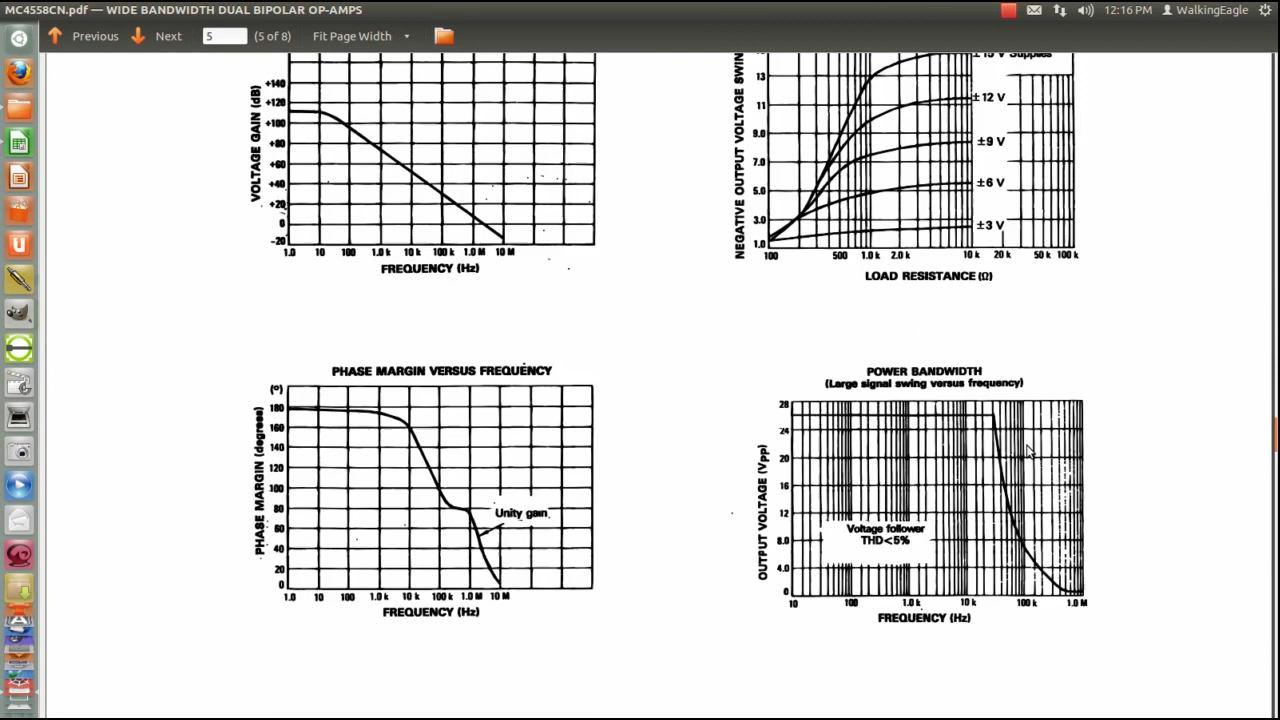 MC4558CN.pdf — WIDE BANDWIDTH DUAL BIPOLAR OP-AMPS
12:16 PM
WalkingEagle
Previous
Next
5
(5 of 8)
Fit Page Width
VOLTAGE GAIN (dB)
+140
+120
+100
+80
+60
+40
+20
0
-20
1.0 10 100 1.0 k 10 k 100 k 1.0 M 10 M
FREQUENCY (Hz)
NEGATIVE OUTPUT VOLTAGE SWING
13
11
9.0
7.0
5.0
3.0
1.0
±15 V Supplies
±12 V
±9 V
±6 V
±3 V
100 500 1.0 k 2.0 k 10 k 20 k 50 k 100 k
LOAD RESISTANCE (Ω)
PHASE MARGIN VERSUS FREQUENCY
PHASE MARGIN (degrees)
(º)
180
160
140
120
100
80
60
40
20
0
Unity gain
1.0 10 100 1.0 k 10 k 100 k 1.0 M 10 M
FREQUENCY (Hz)
POWER BANDWIDTH
(Large signal swing versus frequency)
OUTPUT VOLTAGE (Vpp)
28
24
20
16
12
8.0
4.0
0
Voltage follower
THD<5%
10 100 1.0 k 10 k 100 k 1.0 M
FREQUENCY (Hz)